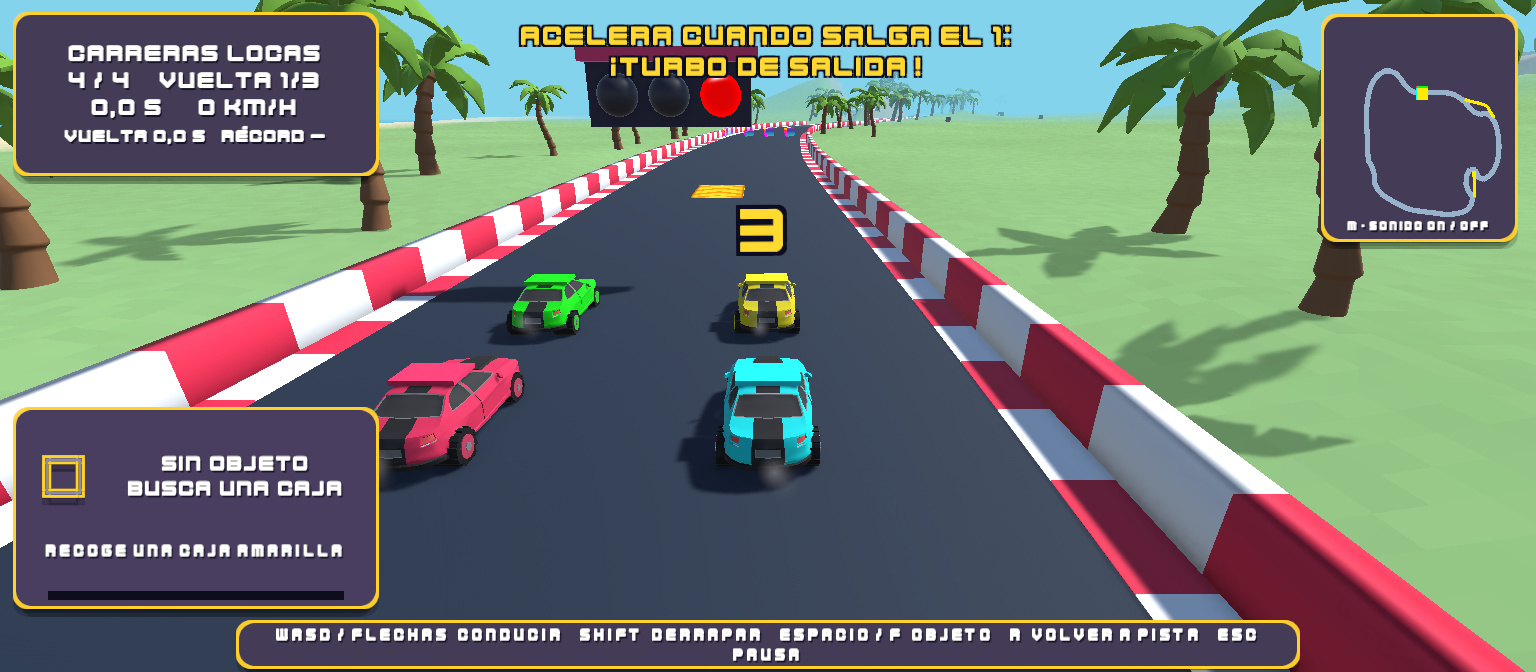 CARRERAS LOCAS
4 / 4 VUELTA 1/3
0,0 S 0 KM/H
VUELTA 0,0 S RÉCORD —
ACELERA CUANDO SALGA EL 1:
¡TURBO DE SALIDA!
M · SONIDO ON / OFF
3
SIN OBJETO
BUSCA UNA CAJA
RECOGE UNA CAJA AMARILLA
WASD / FLECHAS CONDUCIR SHIFT DERRAPAR ESPACIO / F OBJETO R VOLVER A PISTA ESC
PAUSA